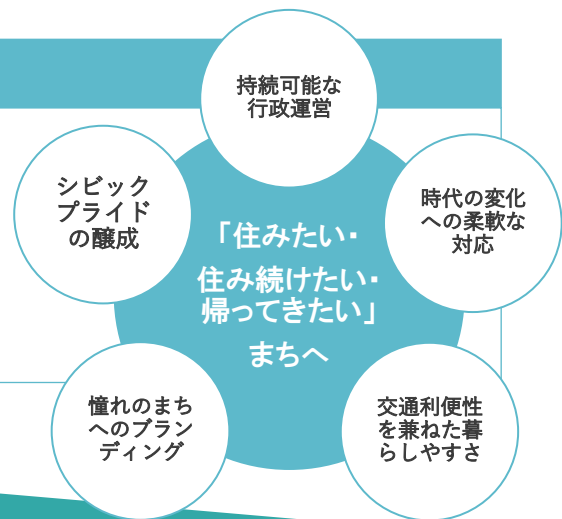 持続可能な
行政運営
シビック
プライド
の醸成
時代の変化
への柔軟な
対応
「住みたい・
住み続けたい・
帰ってきたい」
まちへ
憧れのまち
へのブラン
ディング
交通利便性
を兼ねた暮
らしやすさ